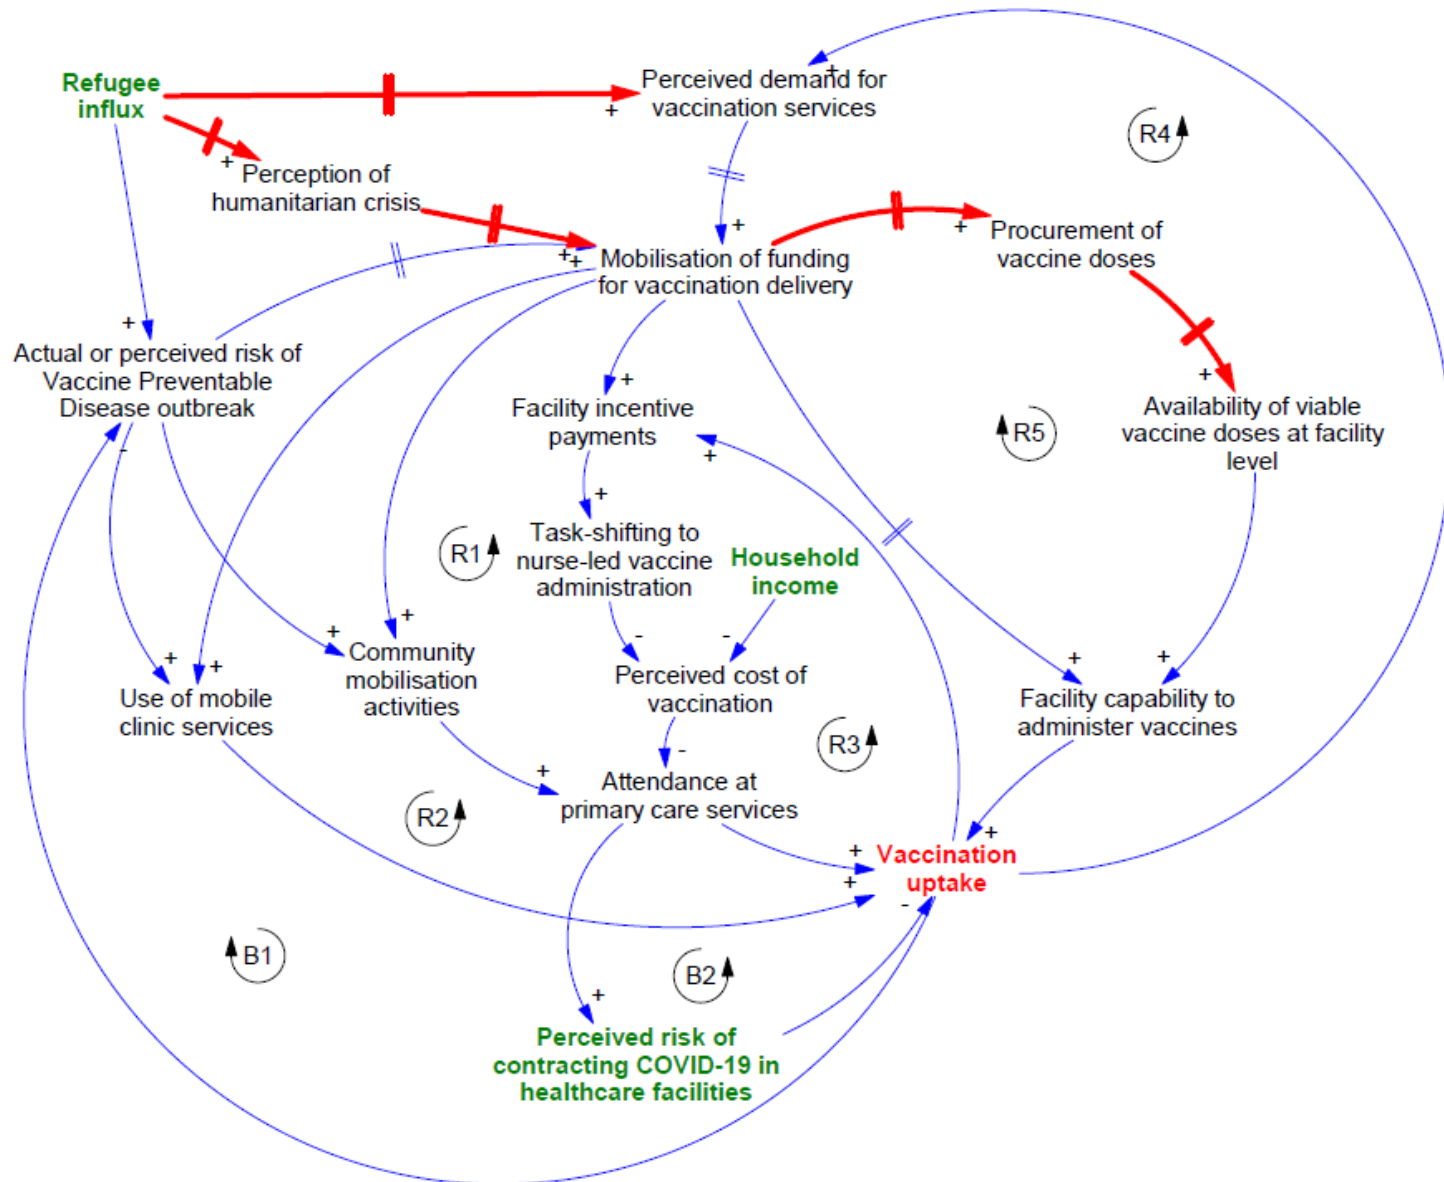 Refugee
influx
Perceived demand for
vaccination services
+
+
R4
+
Perception of
humanitarian crisis
+
+
Procurement of
vaccine doses
++
Mobilisation of funding
for vaccination delivery
+
Actual or perceived risk of
Vaccine Preventable
Disease outbreak
-
+
Facility incentive
payments
+
+
Availability of viable
vaccine doses at facility
level
R5
+
Task-shifting to
nurse-led vaccine
administration
R1
Household
income
+
+
-
-
Community
mobilisation
activities
+
+
Use of mobile
clinic services
Perceived cost of
vaccination
+
+
Facility capability to
administer vaccines
-
R3
+
Attendance at
primary care services
R2
+
+
+
-
Vaccination
uptake
B1
B2
+
Perceived risk of
contracting COVID-19 in
healthcare facilities